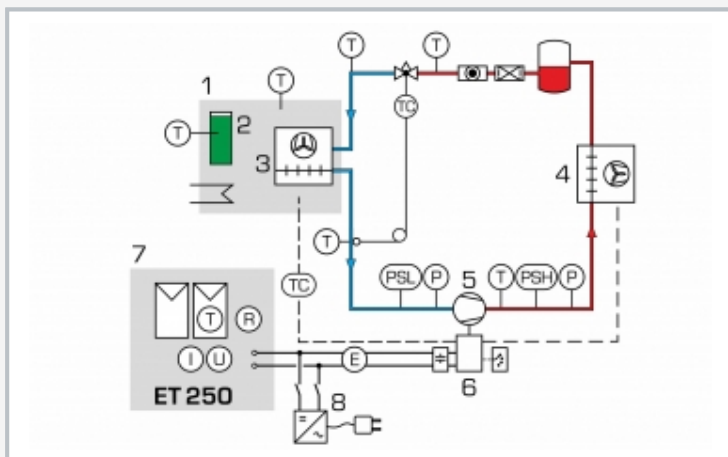 T T
TC
1 T
T 2
3
4
T
7 TC PSL P 5 T PSH P
T R
I U E
ET 250 6
8